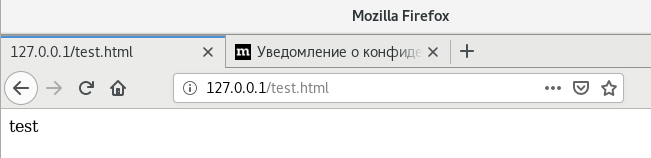 Mozilla Firefox
127.0.0.1/test.html
m Уведомление о конфиде
127.0.0.1/test.html
test